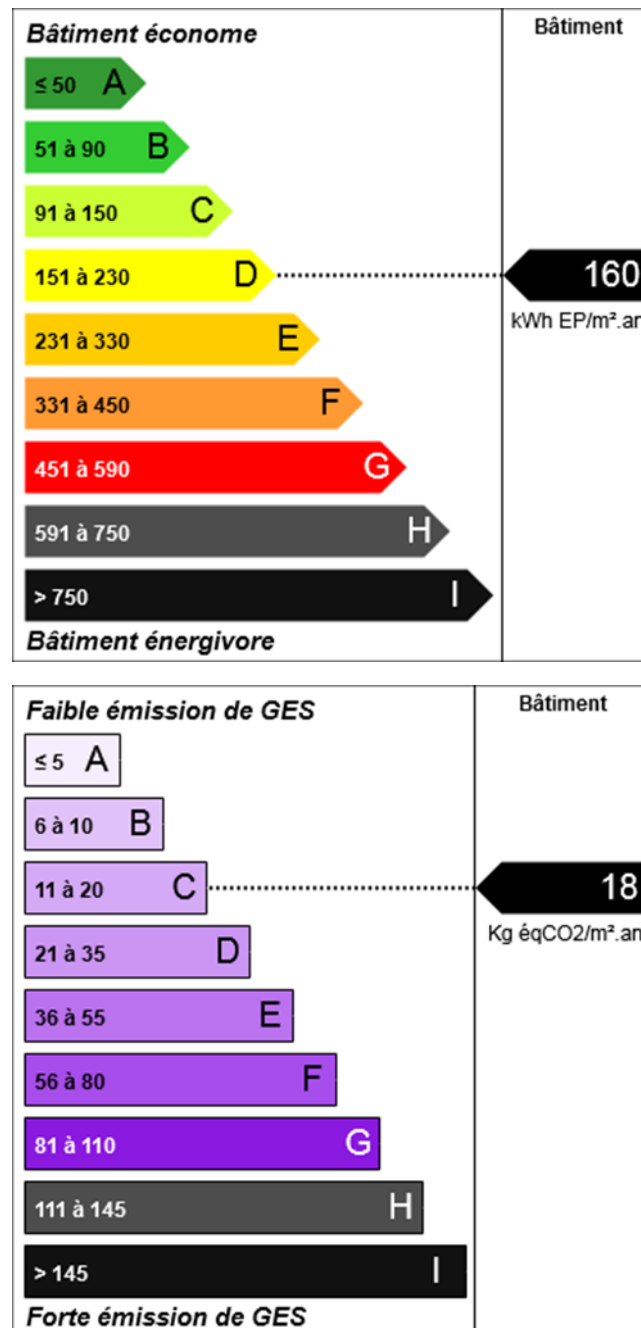 Bâtiment économe
Bâtiment
≤ 50 A
51 à 90 B
91 à 150 C
151 à 230 D
160
kWh EP/m².an
231 à 330 E
331 à 450 F
451 à 590 G
591 à 750 H
> 750 I
Bâtiment énergivore
Faible émission de GES
Bâtiment
≤ 5 A
6 à 10 B
11 à 20 C
18
Kg éqCO2/m².an
21 à 35 D
36 à 55 E
56 à 80 F
81 à 110 G
111 à 145 H
> 145 I
Forte émission de GES